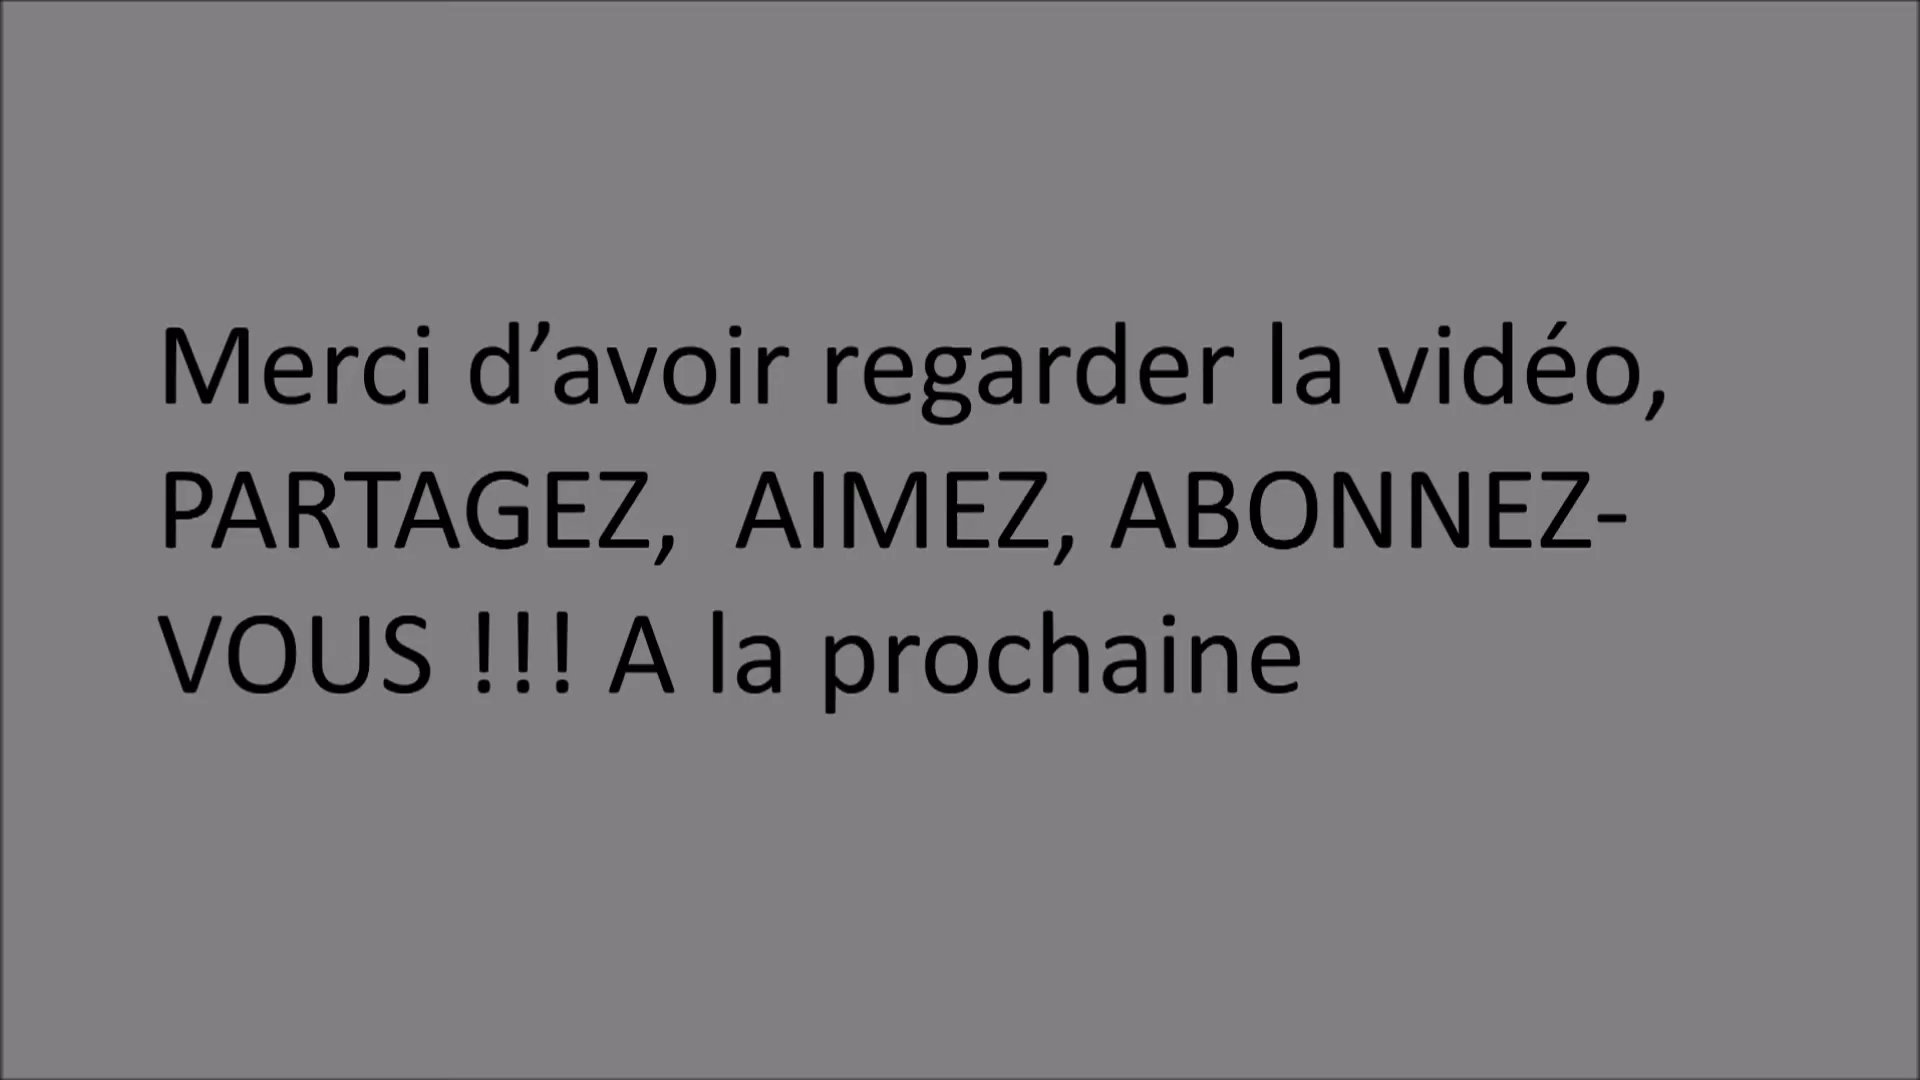 Merci d’avoir regarder la vidéo,
PARTAGEZ,  AIMEZ, ABONNEZ-
VOUS !!! A la prochaine